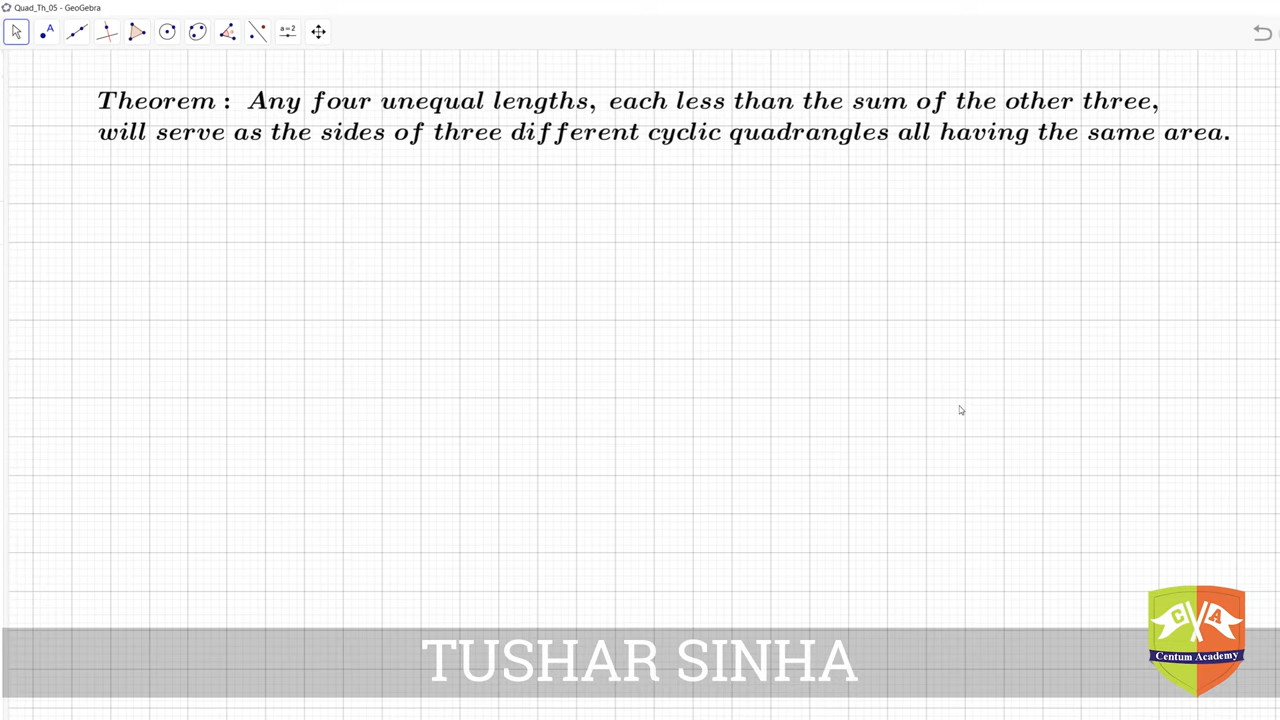 Quad_Th_05 - GeoGebra
A
a=2
Theorem : Any four unequal lengths, each less than the sum of the other three,
will serve as the sides of three different cyclic quadrangles all having the same area.
C A
Centum Academy
TUSHAR SINHA